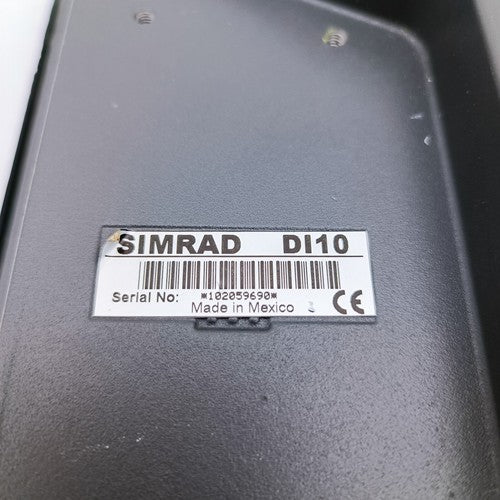 SIMRAD DI10
Serial No: *102059690*
Made in Mexico CE